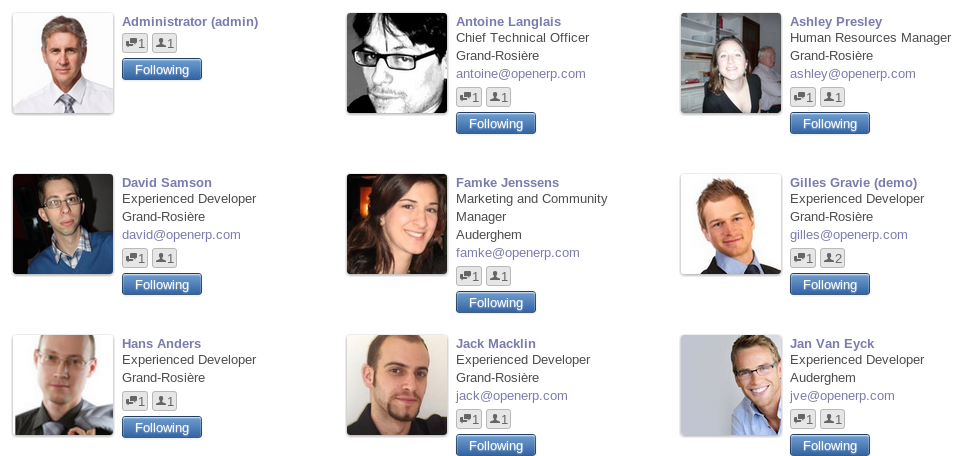 Administrator (admin)
1 1
Following
Antoine Langlais
Chief Technical Officer
Grand-Rosière
antoine@openerp.com
1 1
Following
Ashley Presley
Human Resources Manager
Grand-Rosière
ashley@openerp.com
1 1
Following
David Samson
Experienced Developer
Grand-Rosière
david@openerp.com
1 1
Following
Famke Jenssens
Marketing and Community
Manager
Auderghem
famke@openerp.com
1 1
Following
Gilles Gravie (demo)
Experienced Developer
Grand-Rosière
gilles@openerp.com
1 2
Following
Hans Anders
Experienced Developer
Grand-Rosière
1 1
Following
Jack Macklin
Experienced Developer
Grand-Rosière
jack@openerp.com
1 1
Following
Jan Van Eyck
Experienced Developer
Auderghem
jve@openerp.com
1 1
Following